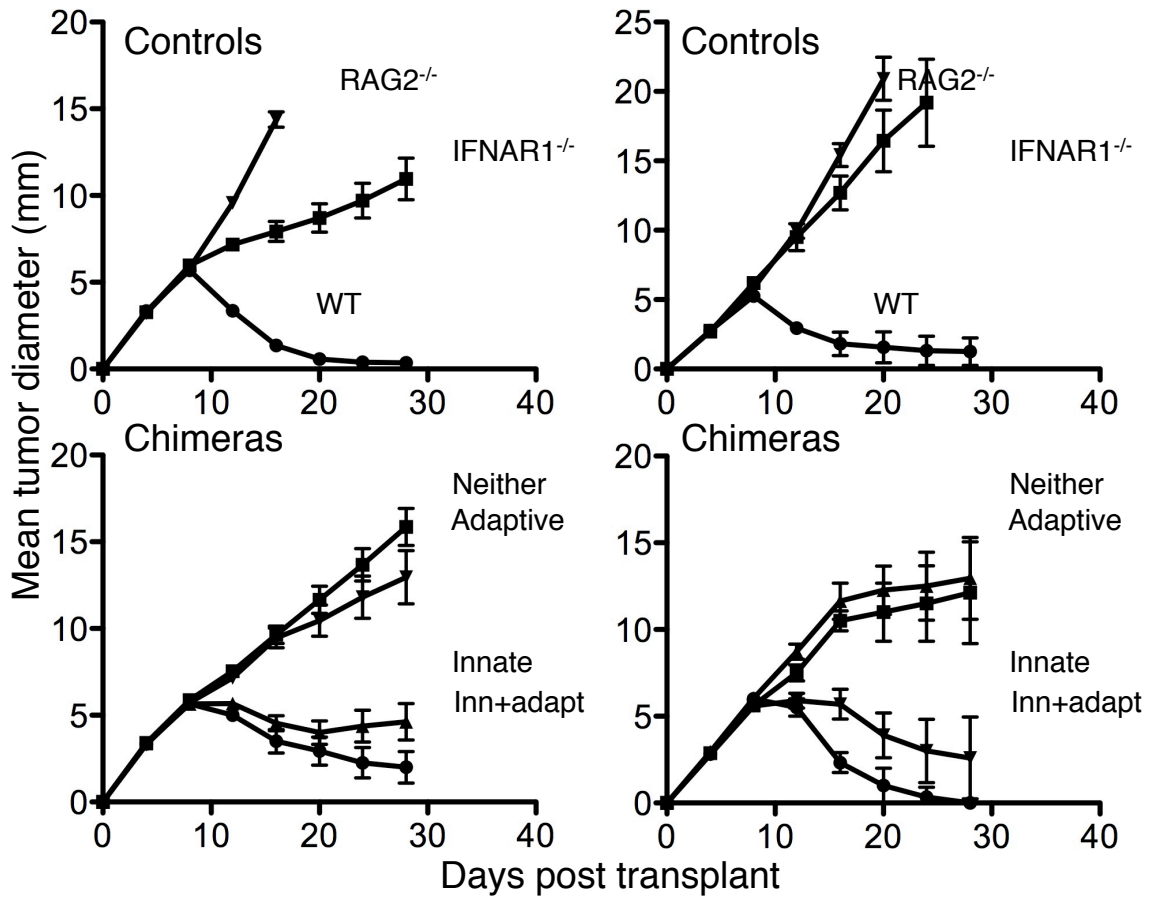 Mean tumor diameter (mm)
Controls
RAG2-/-
IFNAR1-/-
WT
20
15
10
5
0
0 10 20 30 40
Controls
RAG2-/-
IFNAR1-/-
WT
25
20
15
10
5
0
0 10 20 30 40
Chimeras
Neither
Adaptive
Innate
Inn+adapt
20
15
10
5
0
0 10 20 30 40
Chimeras
Neither
Adaptive
Innate
Inn+adapt
20
15
10
5
0
0 10 20 30 40
Days post transplant